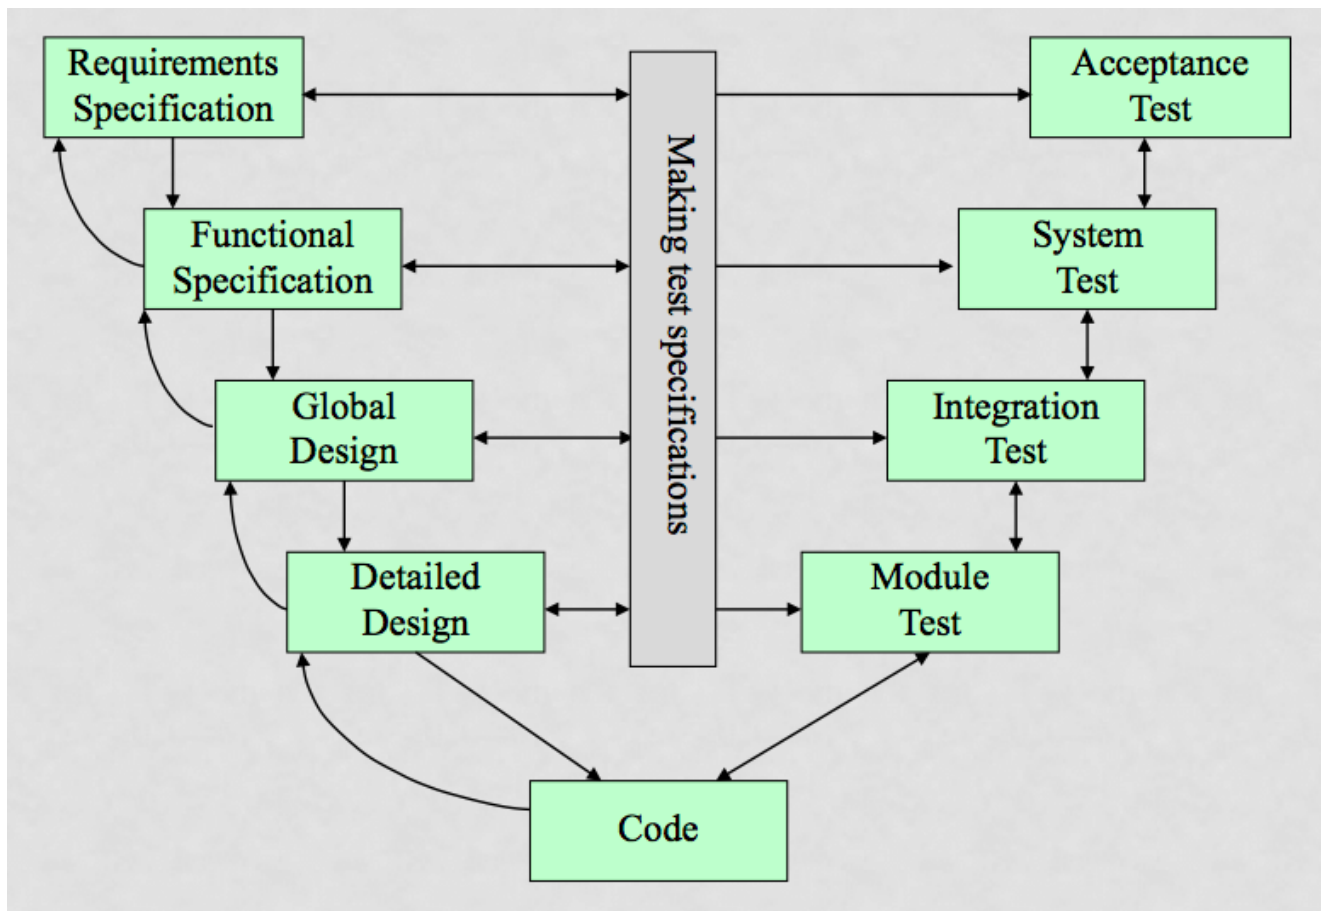 Requirements
Specification
Acceptance
Test
Making test specifications
Functional
Specification
System
Test
Global
Design
Integration
Test
Detailed
Design
Module
Test
Code